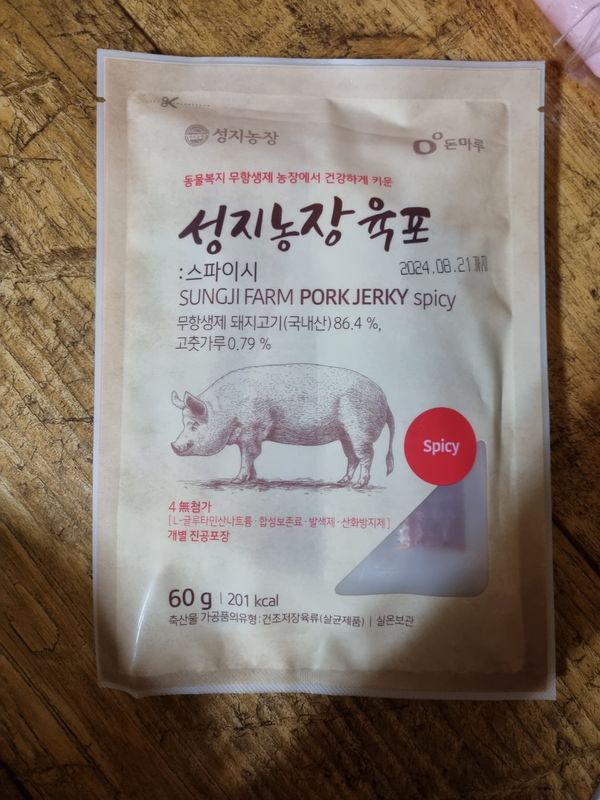 성지농장
돈마루
동물복지 무항생제 농장에서 건강하게 키운
성지농장 육포
:스파이시
2024.08.21까지
SUNGJI FARM PORK JERKY spicy
무항생제 돼지고기(국내산)86.4 %,
고춧가루0.79 %
Spicy
4 無첨가
[L-글루타민산나트륨·합성보존료·발색제·산화방지제]
개별 진공포장
60 g | 201 kcal
축산물 가공품의유형:건조저장육류(살균제품) | 실온보관